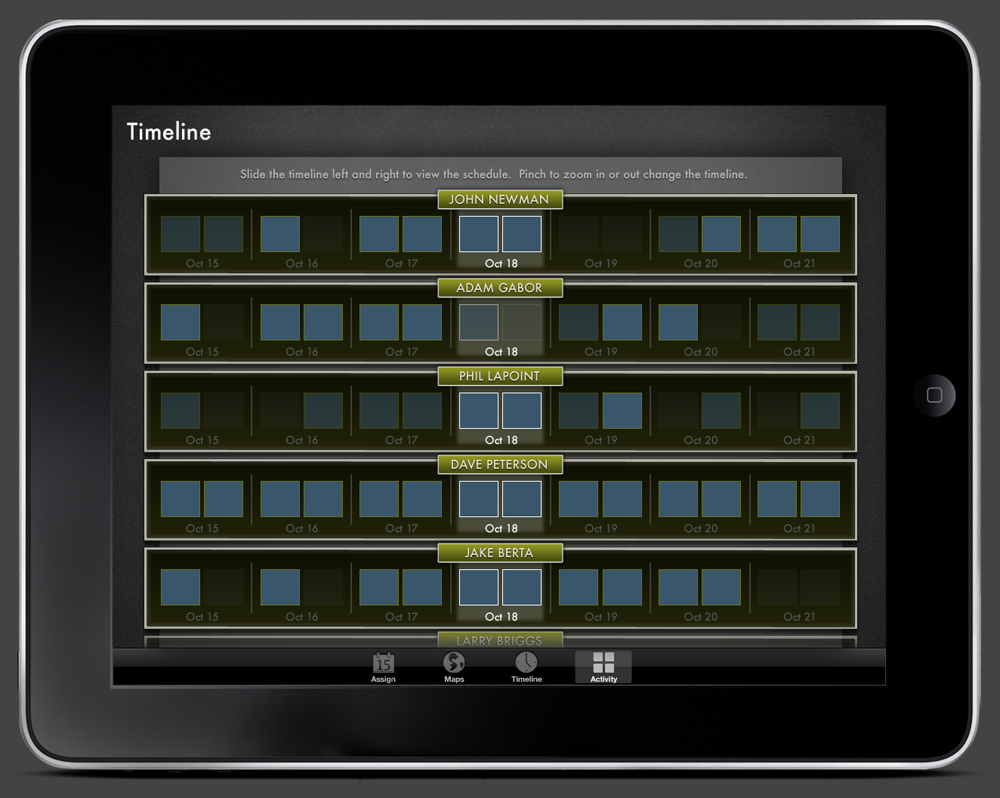 Timeline
Slide the timeline left and right to view the schedule. Pinch to zoom in or out change the timeline.
JOHN NEWMAN
Oct 15 Oct 16 Oct 17 Oct 18 Oct 19 Oct 20 Oct 21
ADAM GABOR
Oct 15 Oct 16 Oct 17 Oct 18 Oct 19 Oct 20 Oct 21
PHIL LAPOINT
Oct 15 Oct 16 Oct 17 Oct 18 Oct 19 Oct 20 Oct 21
DAVE PETERSON
Oct 15 Oct 16 Oct 17 Oct 18 Oct 19 Oct 20 Oct 21
JAKE BERTA
Oct 15 Oct 16 Oct 17 Oct 18 Oct 19 Oct 20 Oct 21
LARRY BRIGGS
15
Assign Maps Timeline Activity